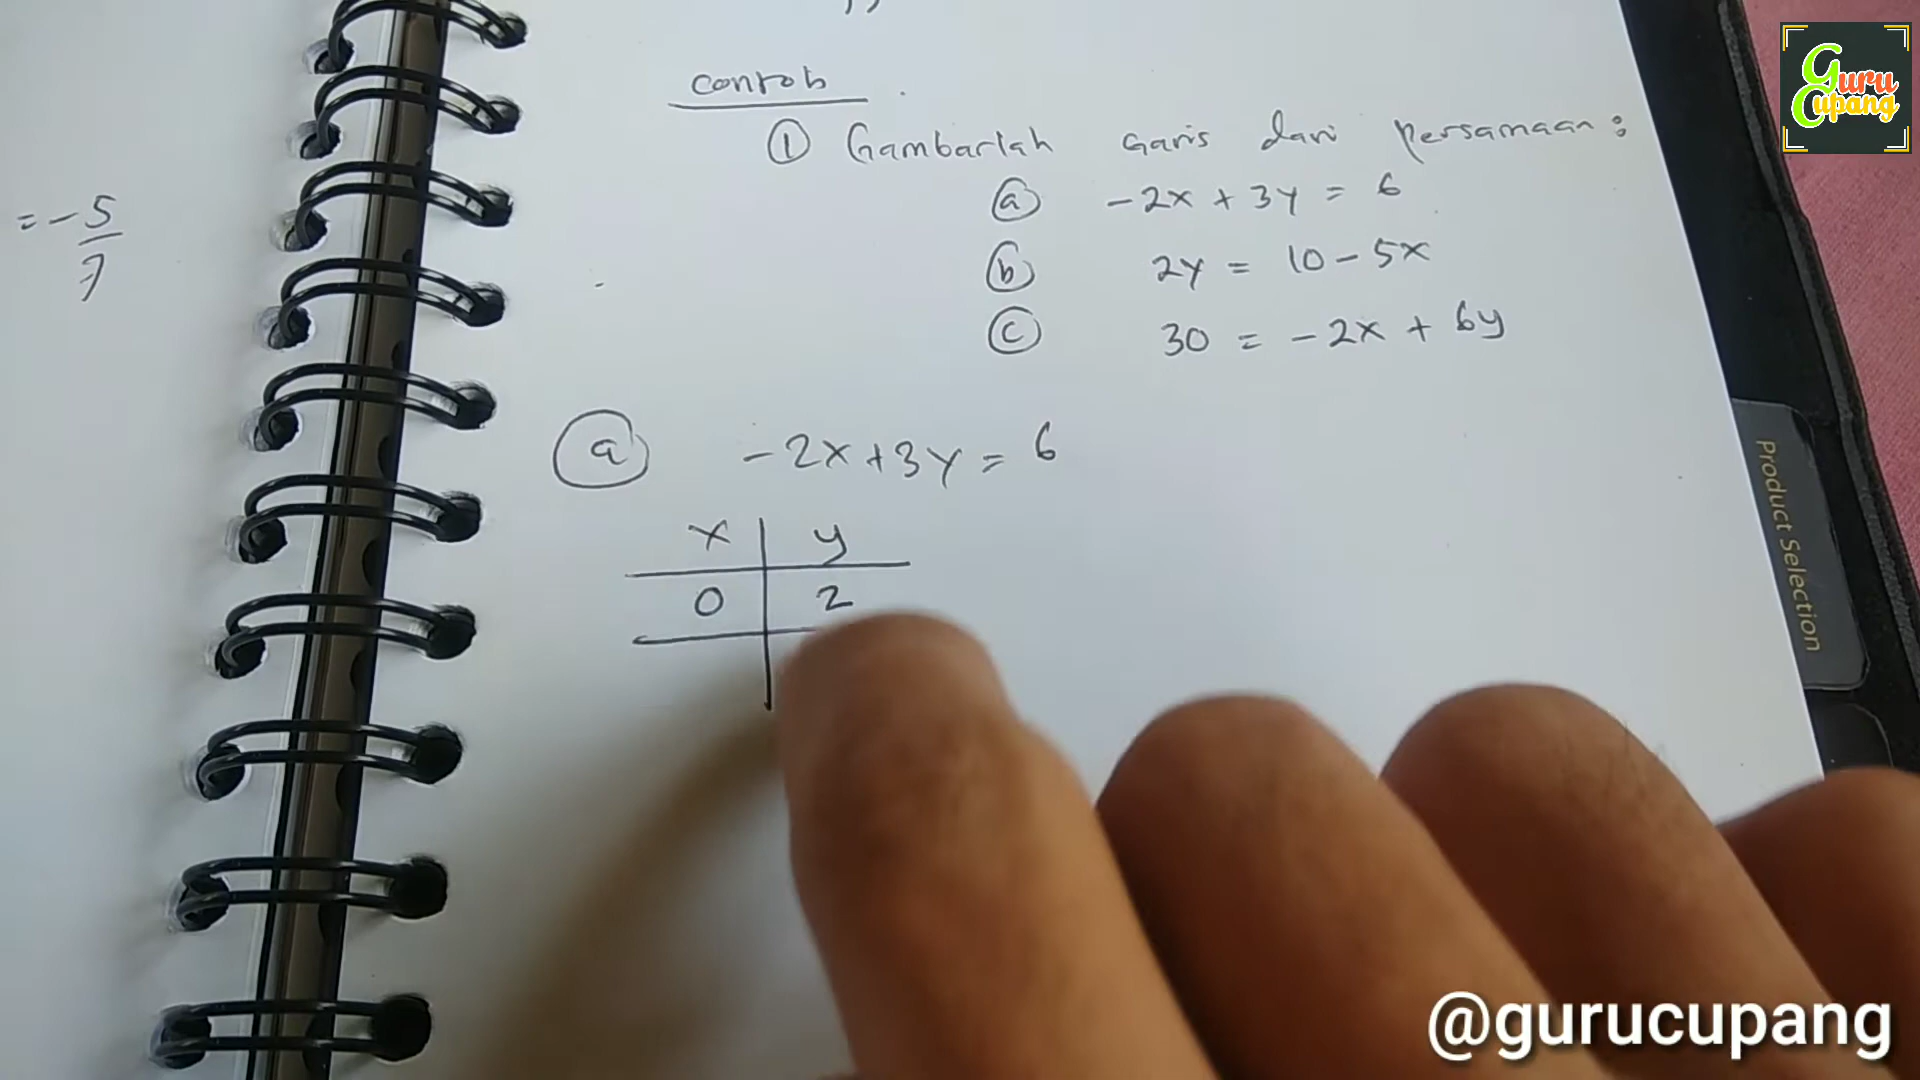 = -5/7
Contoh
① Gambarlah Garis dari persamaan:
ⓐ -2x + 3y = 6
ⓑ 2y = 10 - 5x
ⓒ 30 = -2x + 6y
ⓐ -2x + 3y = 6
x | y
0 | 2
Product Selection
Guru
Cupang
@gurucupang